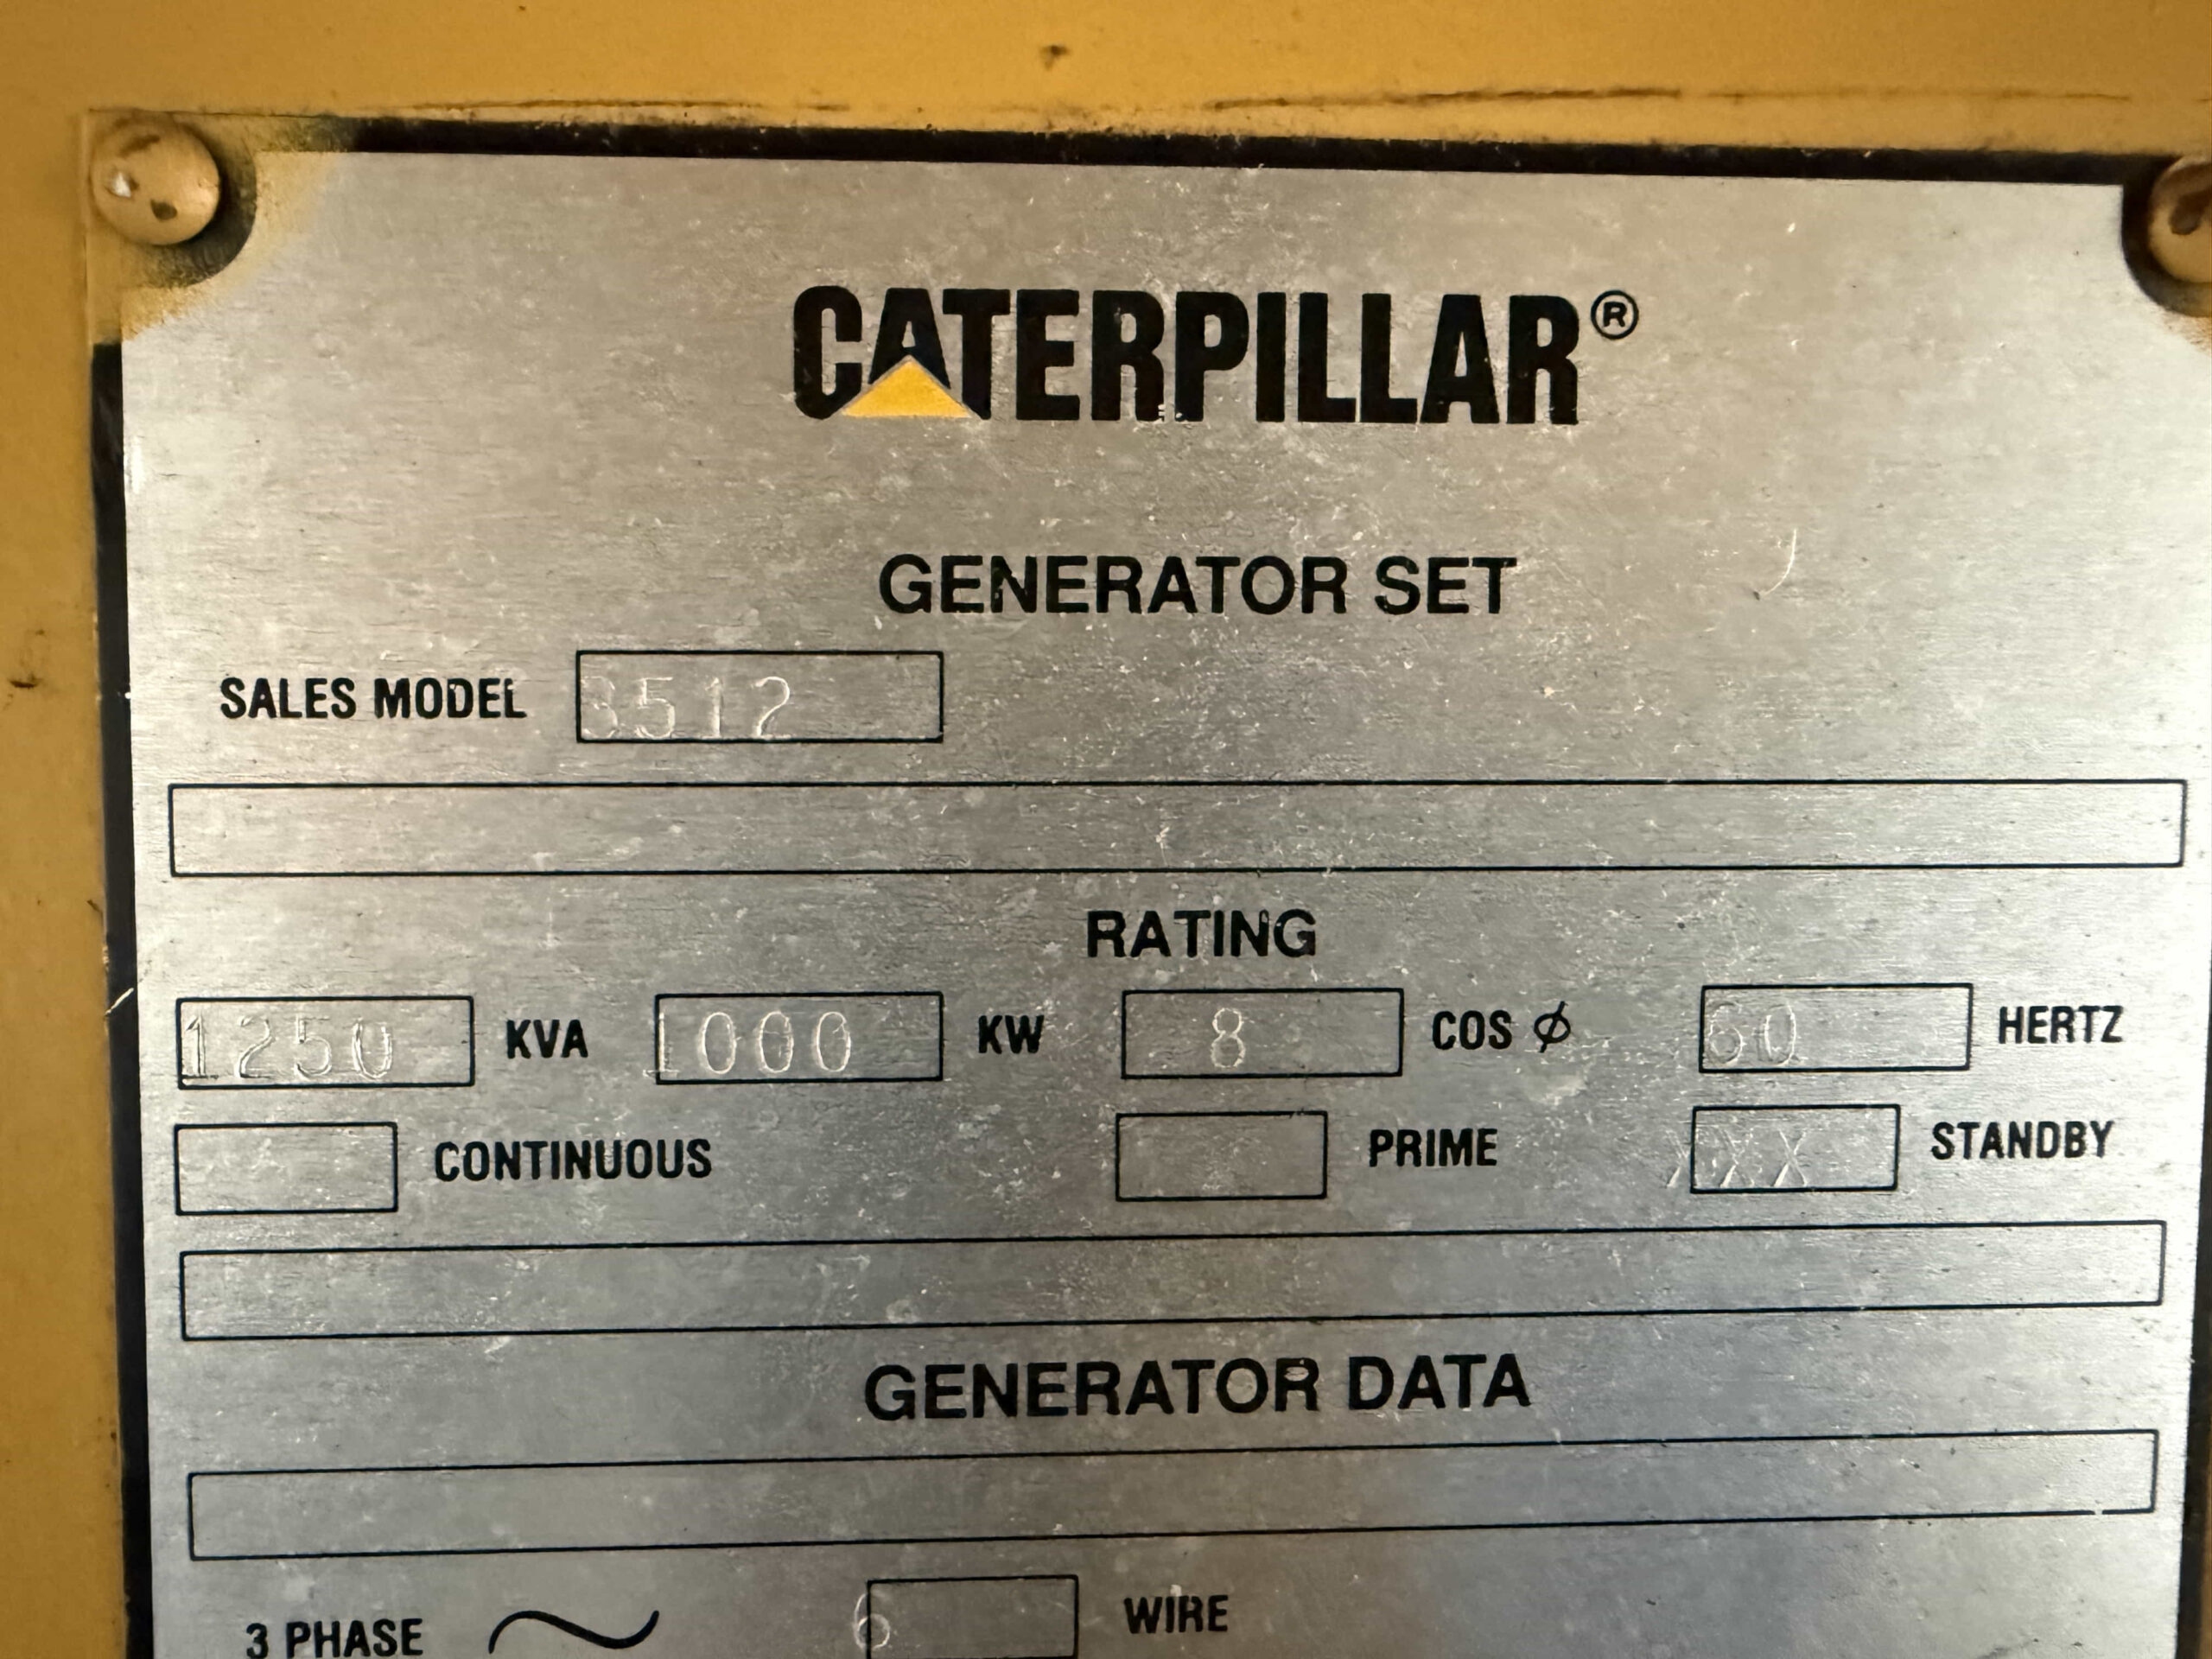 CATERPILLAR®
GENERATOR SET
SALES MODEL 3512
RATING
1250 KVA 1000 KW 8 COS ϕ 60 HERTZ
CONTINUOUS PRIME XXX STANDBY
GENERATOR DATA
3 PHASE ~ 6 WIRE